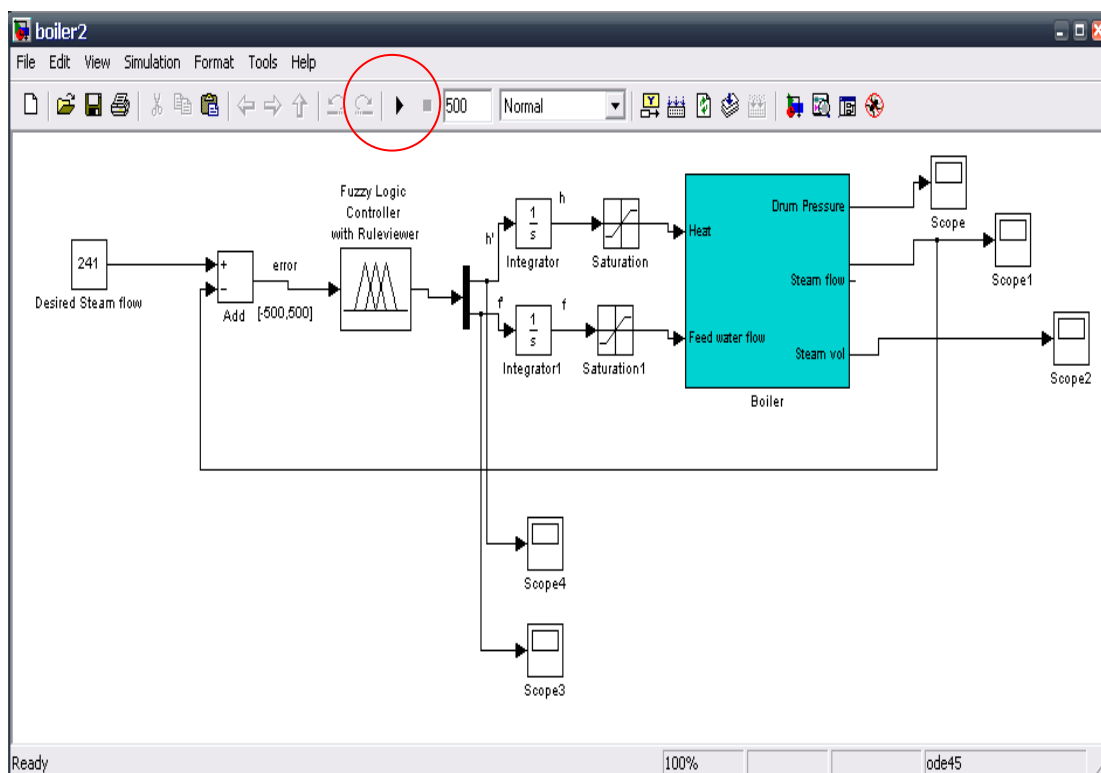 boiler2
File Edit View Simulation Format Tools Help
500 Normal
Fuzzy Logic
Controller
with Ruleviewer
241
Desired Steam flow
+
−
Add
error
[-500,500]
h'
f'
1
s
Integrator
h
Saturation
1
s
Integrator1
f
Saturation1
Heat
Feed water flow
Drum Pressure
Steam flow
Steam vol
Boiler
Scope
Scope1
Scope2
Scope4
Scope3
Ready 100% ode45